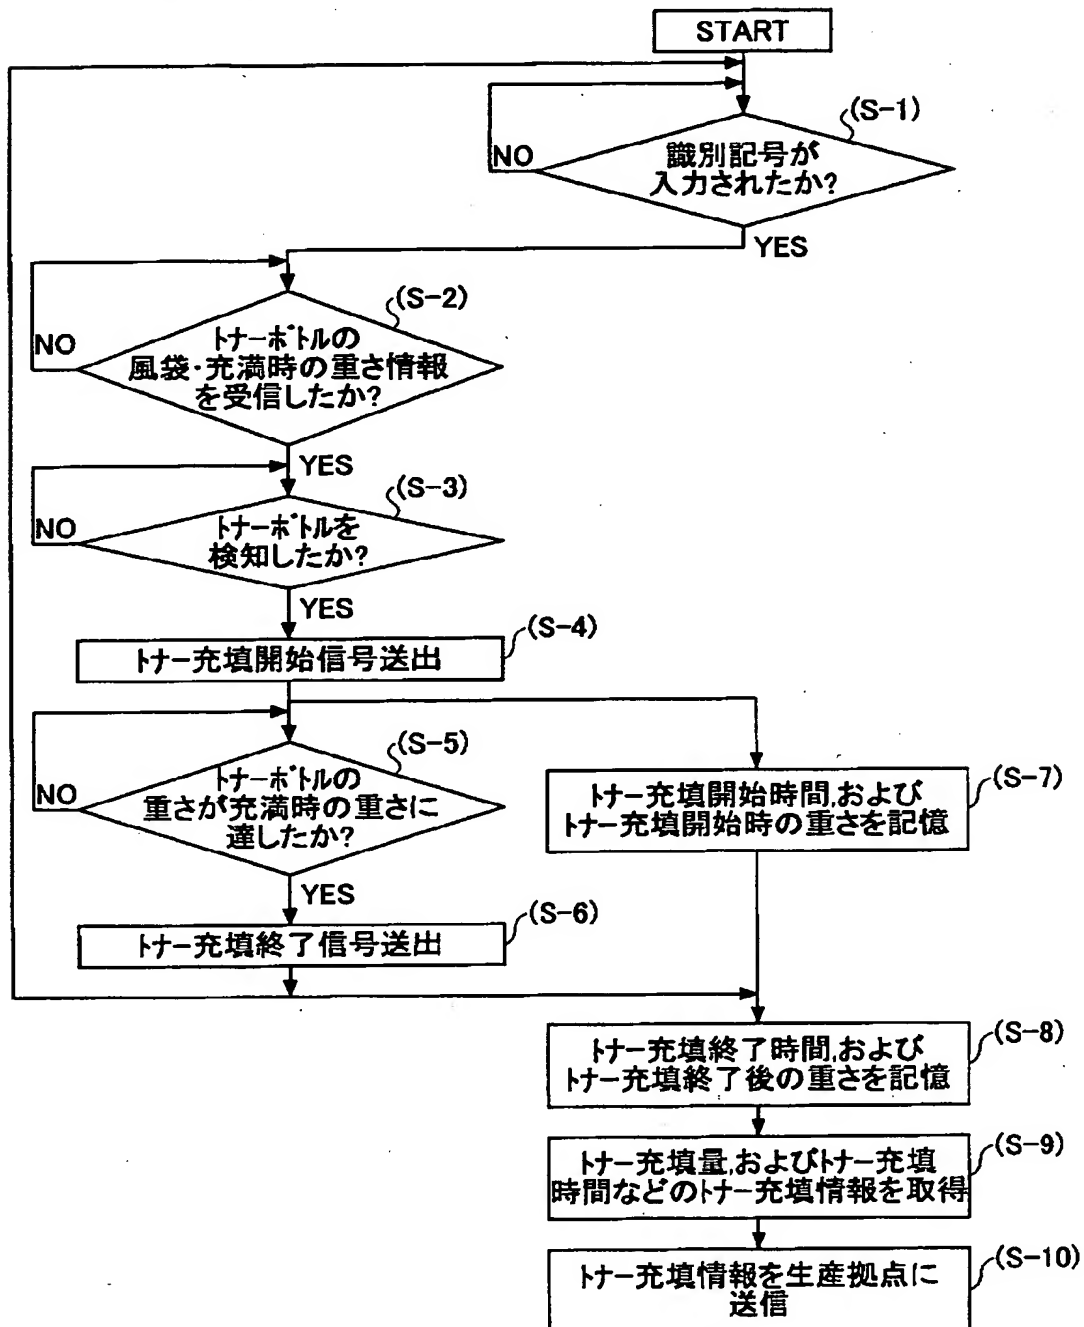 START
(S-1)
識別記号が
入力されたか?
NO
YES
(S-2)
トナーボトルの
風袋・充満時の重さ情報
を受信したか?
NO
YES
(S-3)
トナーボトルを
検知したか?
NO
YES
(S-4)
トナー充填開始信号送出
(S-5)
トナーボトルの
重さが充満時の重さに
達したか?
NO
YES
(S-6)
トナー充填終了信号送出
(S-7)
トナー充填開始時間,および
トナー充填開始時の重さを記憶
(S-8)
トナー充填終了時間,および
トナー充填終了後の重さを記憶
(S-9)
トナー充填量,およびトナー充填
時間などのトナー充填情報を取得
(S-10)
トナー充填情報を生産拠点に
送信